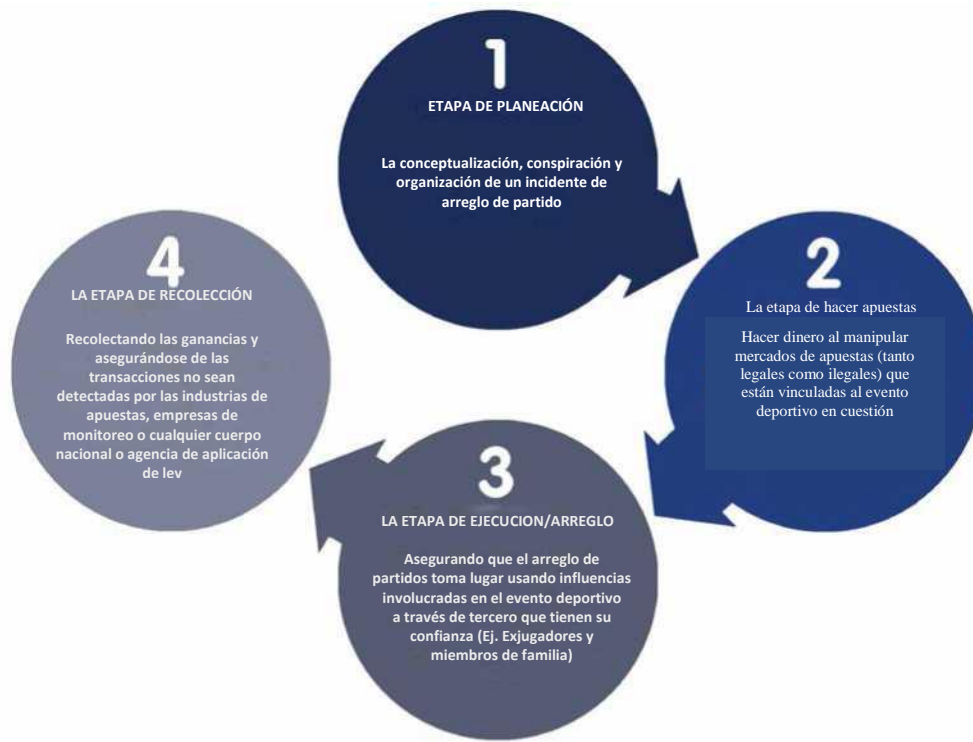 1
ETAPA DE PLANEACIÓN
La conceptualización, conspiración y
organización de un incidente de
arreglo de partido
2
La etapa de hacer apuestas
Hacer dinero al manipular
mercados de apuestas (tanto
legales como ilegales) que
están vinculadas al evento
deportivo en cuestión
3
LA ETAPA DE EJECUCION/ARREGLO
Asegurando que el arreglo de
partidos toma lugar usando influencias
involucradas en el evento deportivo
a través de tercero que tienen su
confianza (Ej. Exjugadores y
miembros de familia)
4
LA ETAPA DE RECOLECCIÓN
Recolectando las ganancias y
asegurándose de las
transacciones no sean
detectadas por las industrias de
apuestas, empresas de
monitoreo o cualquier cuerpo
nacional o agencia de aplicación
de ley